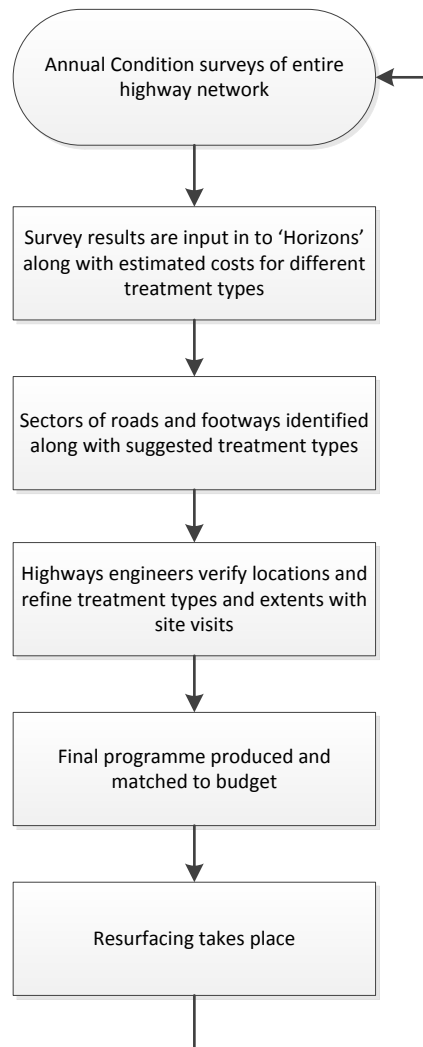 Annual Condition surveys of entire
highway network
Survey results are input in to ‘Horizons’
along with estimated costs for different
treatment types
Sectors of roads and footways identified
along with suggested treatment types
Highways engineers verify locations and
refine treatment types and extents with
site visits
Final programme produced and
matched to budget
Resurfacing takes place